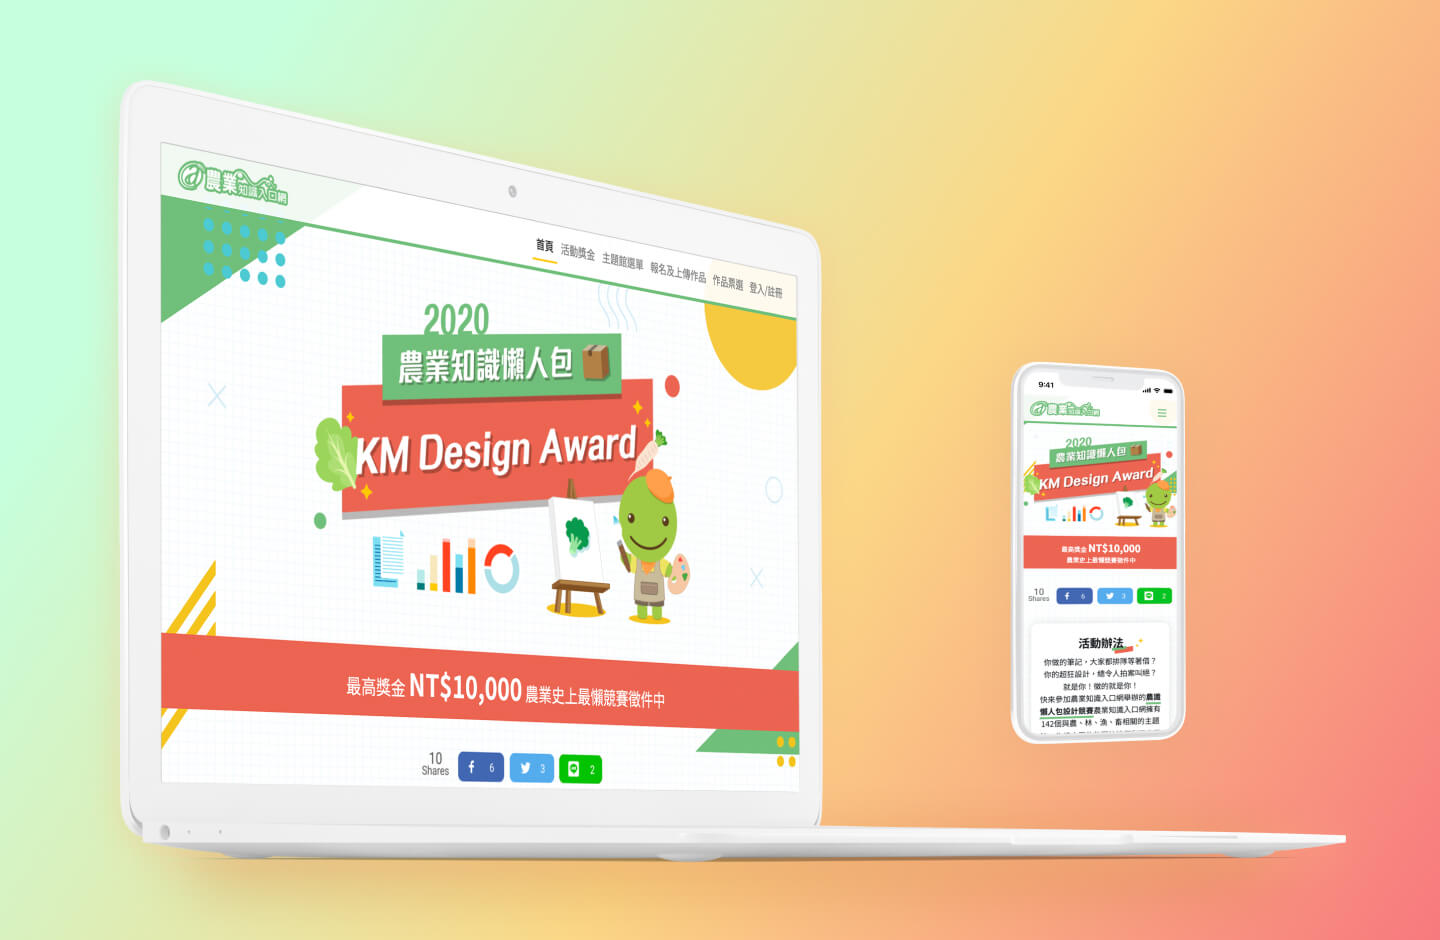 農業知識入口網
首頁 活動獎金 主題館選單 報名及上傳作品 作品票選 登入/註冊
2020
農業知識懶人包
KM Design Award
最高獎金 NT$10,000 農業史上最懶競賽徵件中
10
Shares
6
3
2
9:41
農業知識入口網
2020
農業知識懶人包
KM Design Award
最高獎金 NT$10,000
農業史上最懶競賽徵件中
10
Shares
6
3
2
活動辦法
你做的筆記，大家都排隊等著借？
你的超狂設計，總令人拍案叫絕？
就是你！徵的就是你！
快來參加農業知識入口網舉辦的農識
懶人包設計競賽農業知識入口網擁有
142個與農、林、漁、畜相關的主題